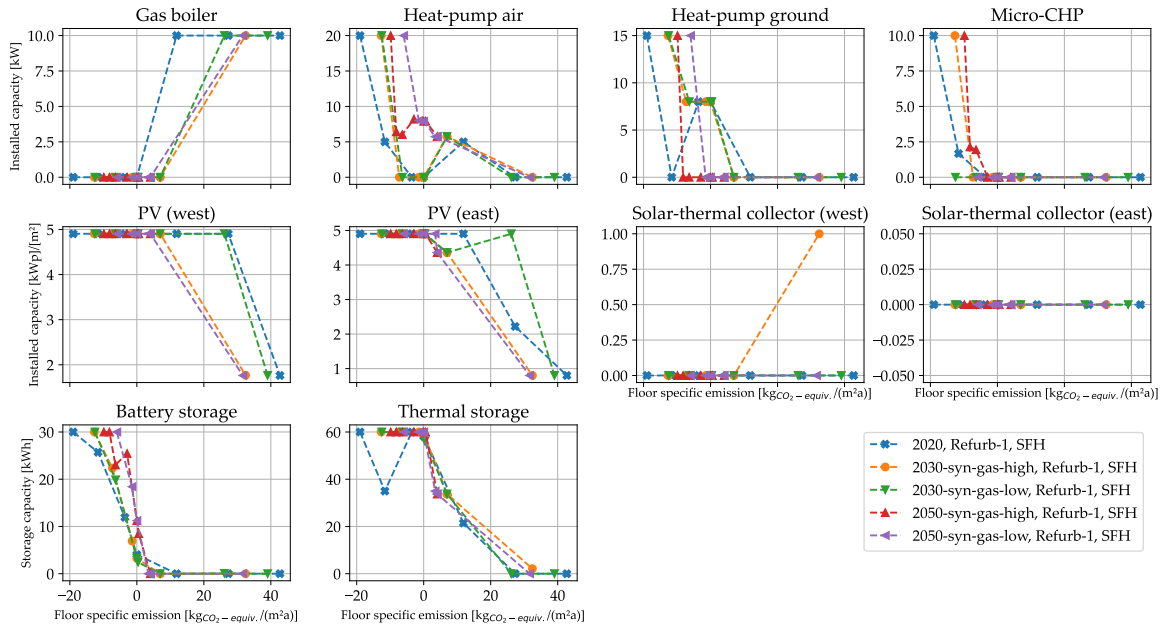 Gas boiler
Heat-pump air
Heat-pump ground
Micro-CHP
Installed capacity [kW]
0.0
2.5
5.0
7.5
10.0
0
5
10
15
20
0
5
10
15
0.0
2.5
5.0
7.5
10.0
PV (west)
PV (east)
Solar-thermal collector (west)
Solar-thermal collector (east)
Installed capacity [kWp]/[m²]
2
3
4
5
1
2
3
4
5
0.00
0.25
0.50
0.75
1.00
−0.050
−0.025
0.000
0.025
0.050
Floor specific emission [kg_{CO_2−equiv.}/(m²a)]
Floor specific emission [kg_{CO_2−equiv.}/(m²a)]
Battery storage
Thermal storage
Storage capacity [kWh]
0
10
20
30
0
20
40
60
−20
0
20
40
−20
0
20
40
Floor specific emission [kg_{CO_2−equiv.}/(m²a)]
Floor specific emission [kg_{CO_2−equiv.}/(m²a)]
2020, Refurb-1, SFH
2030-syn-gas-high, Refurb-1, SFH
2030-syn-gas-low, Refurb-1, SFH
2050-syn-gas-high, Refurb-1, SFH
2050-syn-gas-low, Refurb-1, SFH